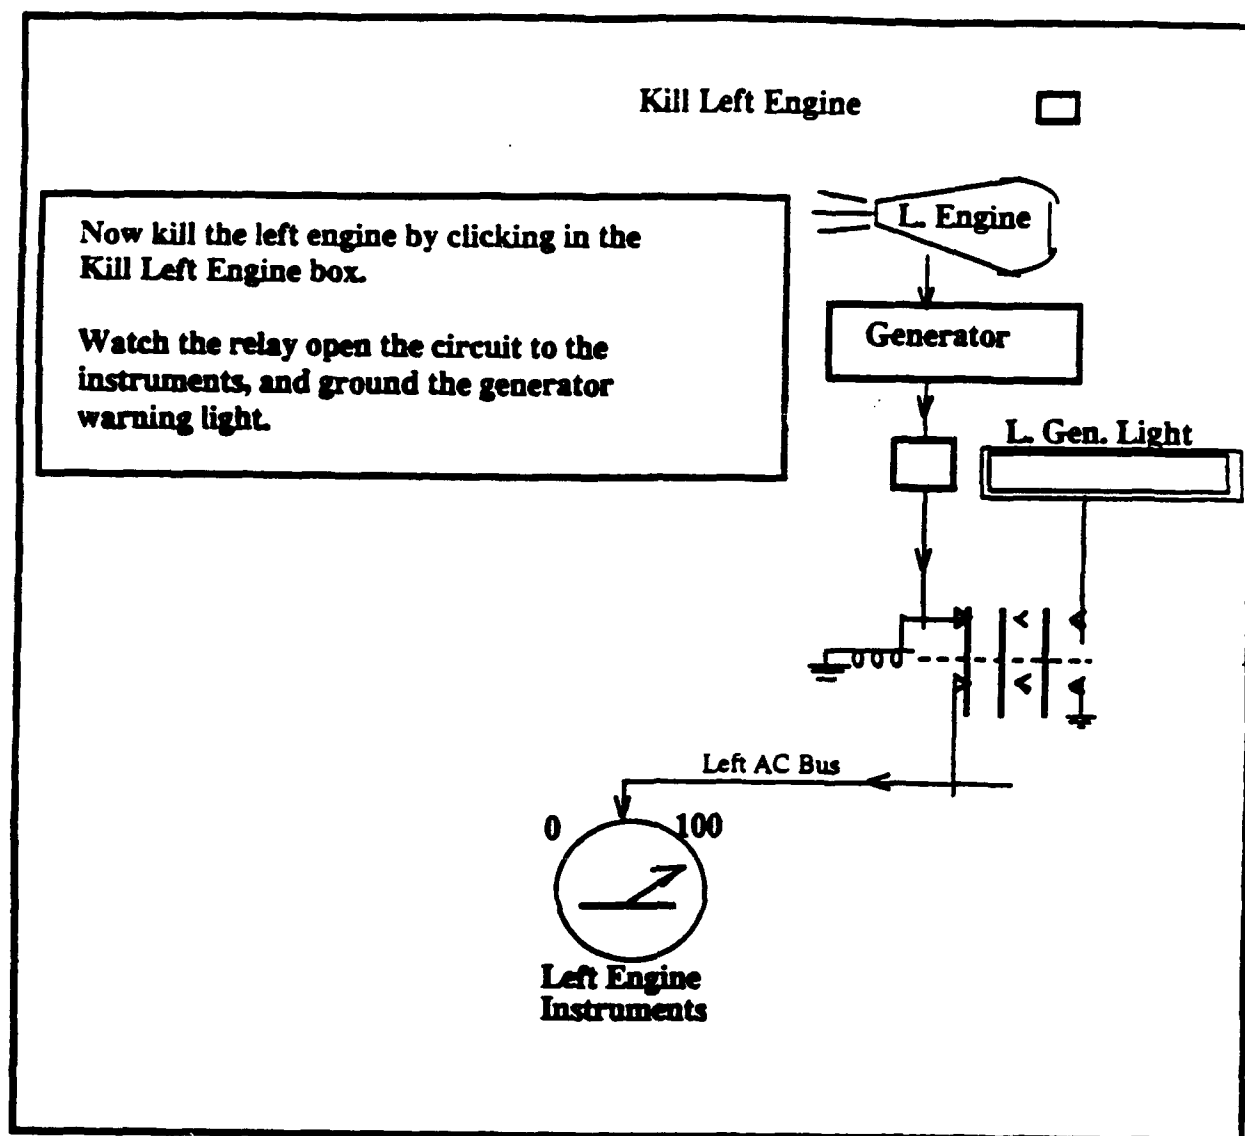 Kill Left Engine
Now kill the left engine by clicking in the
Kill Left Engine box.
Watch the relay open the circuit to the
instruments, and ground the generator
warning light.
L. Engine
Generator
L. Gen. Light
Left AC Bus
0
100
Left Engine
Instruments